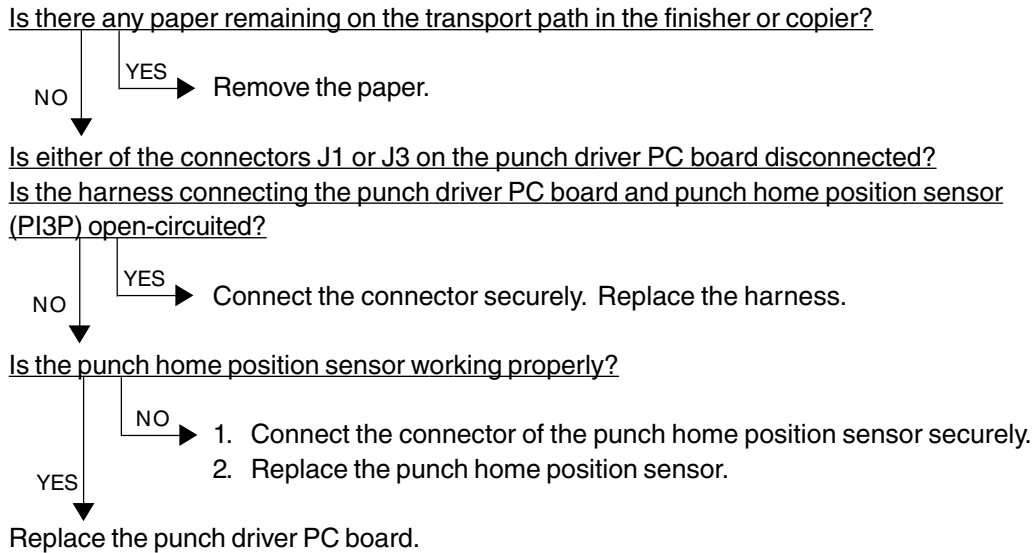 Is there any paper remaining on the transport path in the finisher or copier?
YES
Remove the paper.
NO
Is either of the connectors J1 or J3 on the punch driver PC board disconnected?
Is the harness connecting the punch driver PC board and punch home position sensor
(PI3P) open-circuited?
YES
Connect the connector securely. Replace the harness.
NO
Is the punch home position sensor working properly?
NO
1. Connect the connector of the punch home position sensor securely.
2. Replace the punch home position sensor.
YES
Replace the punch driver PC board.